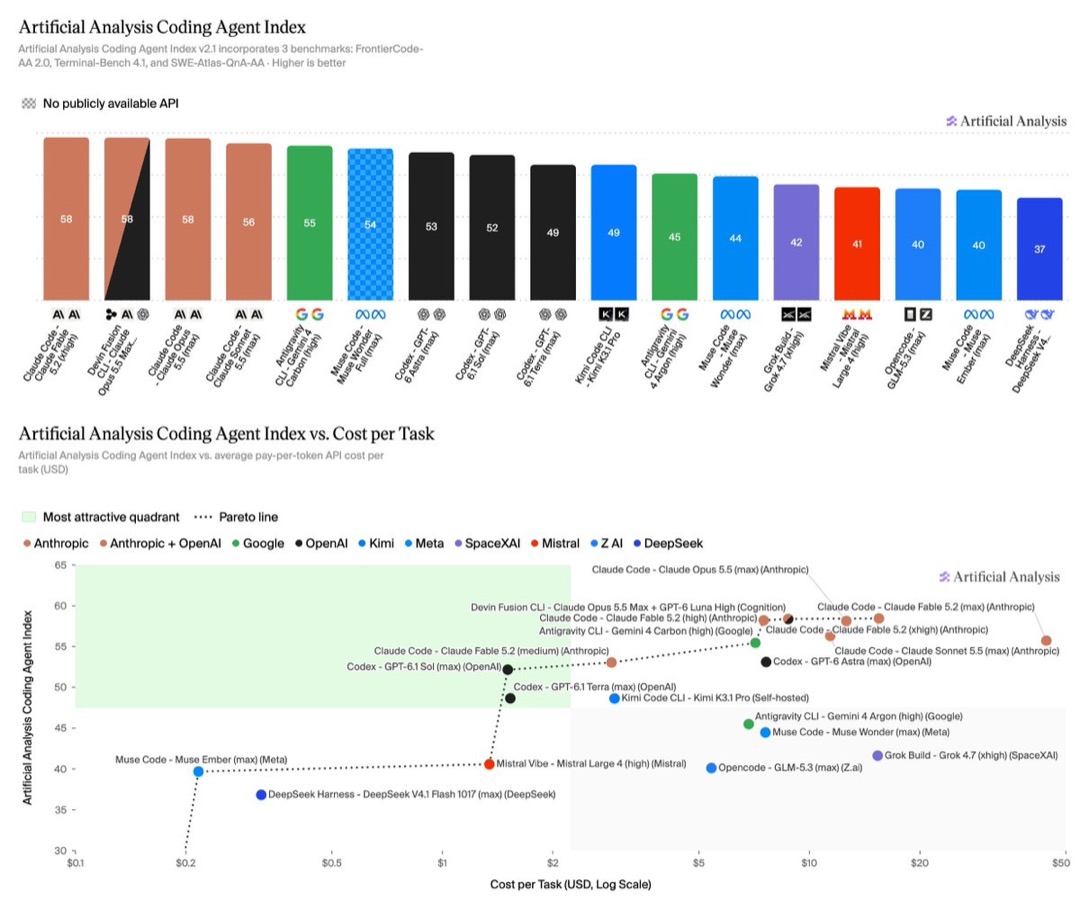 Artificial Analysis Coding Agent Index
Artificial Analysis Coding Agent Index v2.1 incorporates 3 benchmarks: FrontierCode-
AA 2.0, Terminal-Bench 4.1, and SWE-Atlas-QnA-AA · Higher is better
No publicly available API
Artificial Analysis
58
58
58
56
55
54
53
52
49
49
45
44
42
41
40
40
37
Claude Code -
Claude Fable
5.2 (xhigh)
Devin Fusion
CLI - Claude
Opus 5.5 Max...
Claude Code
- Claude Opus
5.5 (max)
Claude Code -
Claude Sonnet
5.5 (max)
Antigravity
CLI - Gemini 4
Carbon (high)
Muse Code -
Muse Wonder
Full (max)
Codex - GPT-
6 Astra (max)
Codex - GPT-
6.1 Sol (max)
Codex - GPT-
6.1 Terra (max)
Kimi Code CLI
- Kimi K3.1 Pro
Antigravity
CLI - Gemini
4 Argon (high)
Muse Code
- Muse
Wonder (max)
Grok Build -
Grok 4.7 (xhigh)
Mistral Vibe
- Mistral
Large 4 (high)
Opencode -
GLM-5.3 (max)
Muse Code
- Muse
Ember (max)
DeepSeek
Harness -
DeepSeek V4...
Artificial Analysis Coding Agent Index vs. Cost per Task
Artificial Analysis Coding Agent Index vs. average pay-per-token API cost per
task (USD)
Most attractive quadrant
Pareto line
Anthropic
Anthropic + OpenAI
Google
OpenAI
Kimi
Meta
SpaceXAI
Mistral
Z AI
DeepSeek
Artificial Analysis
Artificial Analysis Coding Agent Index
65
60
55
50
45
40
35
30
Claude Code - Claude Opus 5.5 (max) (Anthropic)
Devin Fusion CLI - Claude Opus 5.5 Max + GPT-6 Luna High (Cognition)
Claude Code - Claude Fable 5.2 (max) (Anthropic)
Claude Code - Claude Fable 5.2 (high) (Anthropic)
Antigravity CLI - Gemini 4 Carbon (high) (Google)
Claude Code - Claude Fable 5.2 (xhigh) (Anthropic)
Claude Code - Claude Fable 5.2 (medium) (Anthropic)
Claude Code - Claude Sonnet 5.5 (max) (Anthropic)
Codex - GPT-6.1 Sol (max) (OpenAI)
Codex - GPT-6 Astra (max) (OpenAI)
Codex - GPT-6.1 Terra (max) (OpenAI)
Kimi Code CLI - Kimi K3.1 Pro (Self-hosted)
Antigravity CLI - Gemini 4 Argon (high) (Google)
Muse Code - Muse Wonder (max) (Meta)
Muse Code - Muse Ember (max) (Meta)
Mistral Vibe - Mistral Large 4 (high) (Mistral)
Grok Build - Grok 4.7 (xhigh) (SpaceXAI)
Opencode - GLM-5.3 (max) (Z.ai)
DeepSeek Harness - DeepSeek V4.1 Flash 1017 (max) (DeepSeek)
$0.1
$0.2
$0.5
$1
$2
$5
$10
$20
$50
Cost per Task (USD, Log Scale)